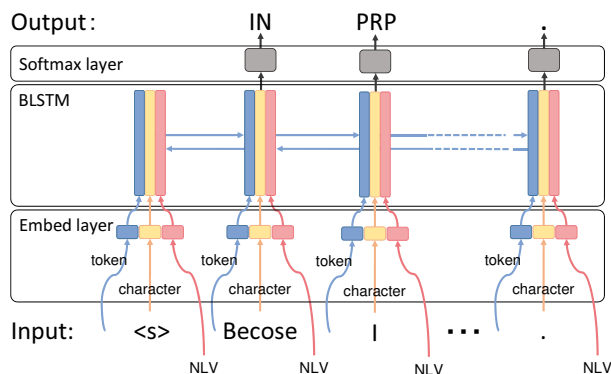 Output: IN PRP .
Softmax layer
BLSTM
Embed layer
token token token token
character character character character
Input: <s> Becose I ... .
NLV NLV NLV NLV